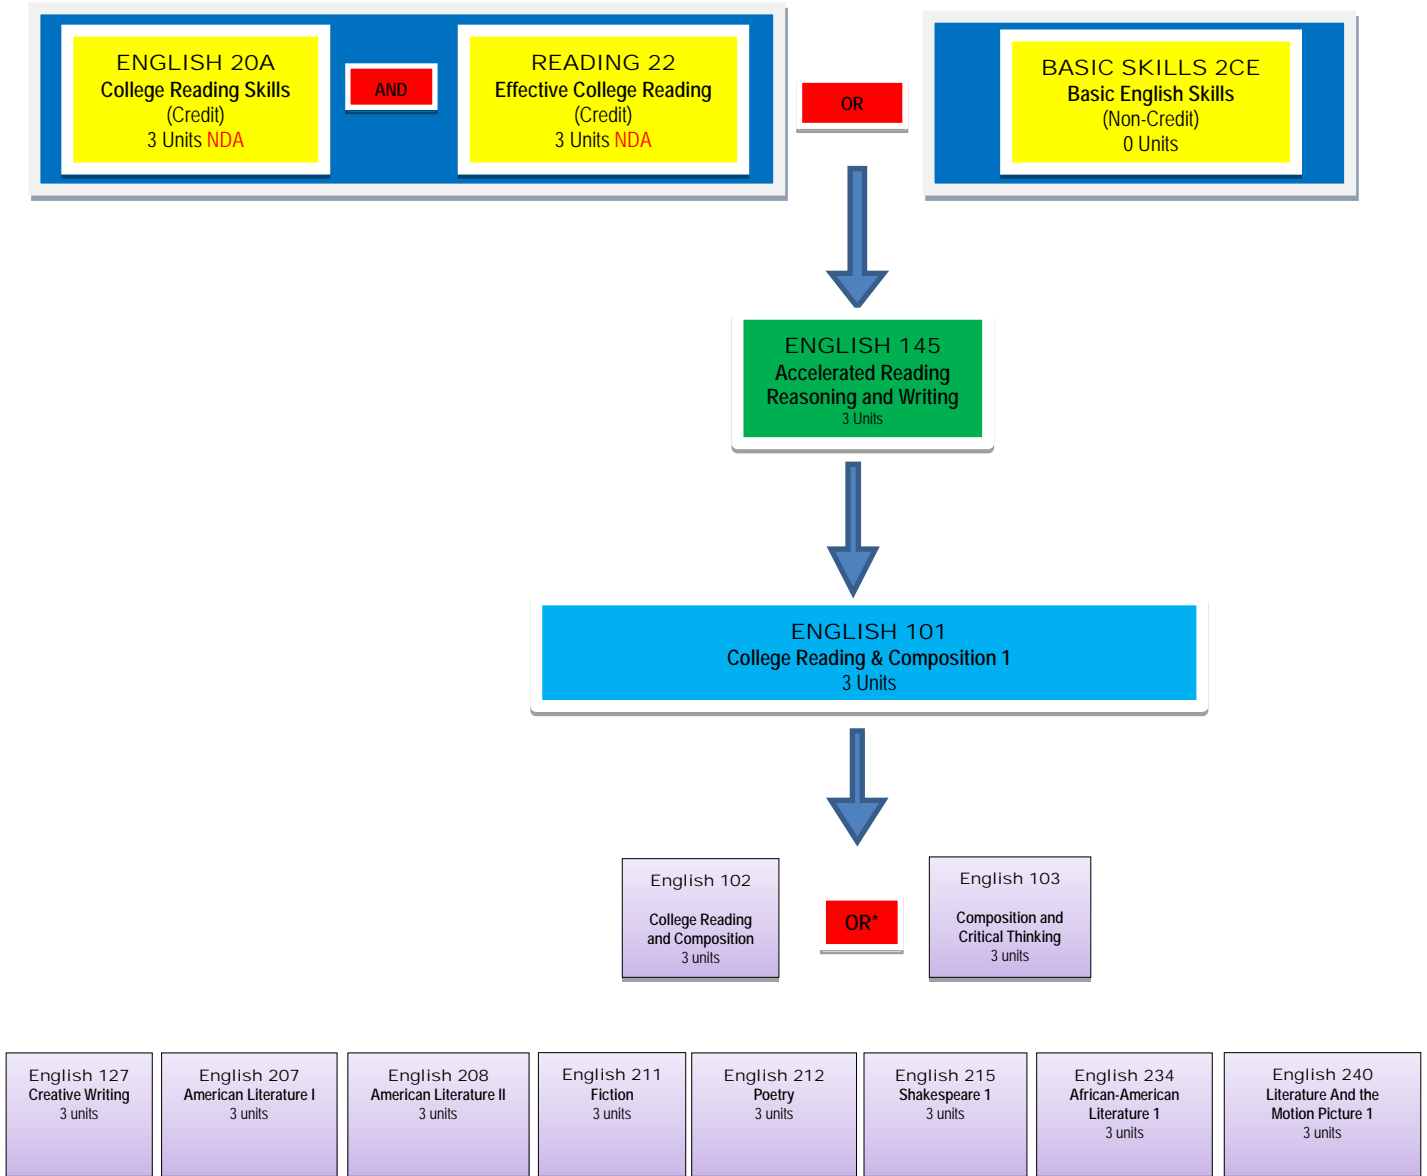 ENGLISH 20A
College Reading Skills
(Credit)
3 Units NDA
AND
READING 22
Effective College Reading
(Credit)
3 Units NDA
OR
BASIC SKILLS 2CE
Basic English Skills
(Non-Credit)
0 Units
ENGLISH 145
Accelerated Reading
Reasoning and Writing
3 Units
ENGLISH 101
College Reading & Composition 1
3 Units
English 102
College Reading
and Composition
3 units
OR*
English 103
Composition and
Critical Thinking
3 units
English 127
Creative Writing
3 units
English 207
American Literature I
3 units
English 208
American Literature II
3 units
English 211
Fiction
3 units
English 212
Poetry
3 units
English 215
Shakespeare 1
3 units
English 234
African-American
Literature 1
3 units
English 240
Literature And the
Motion Picture 1
3 units